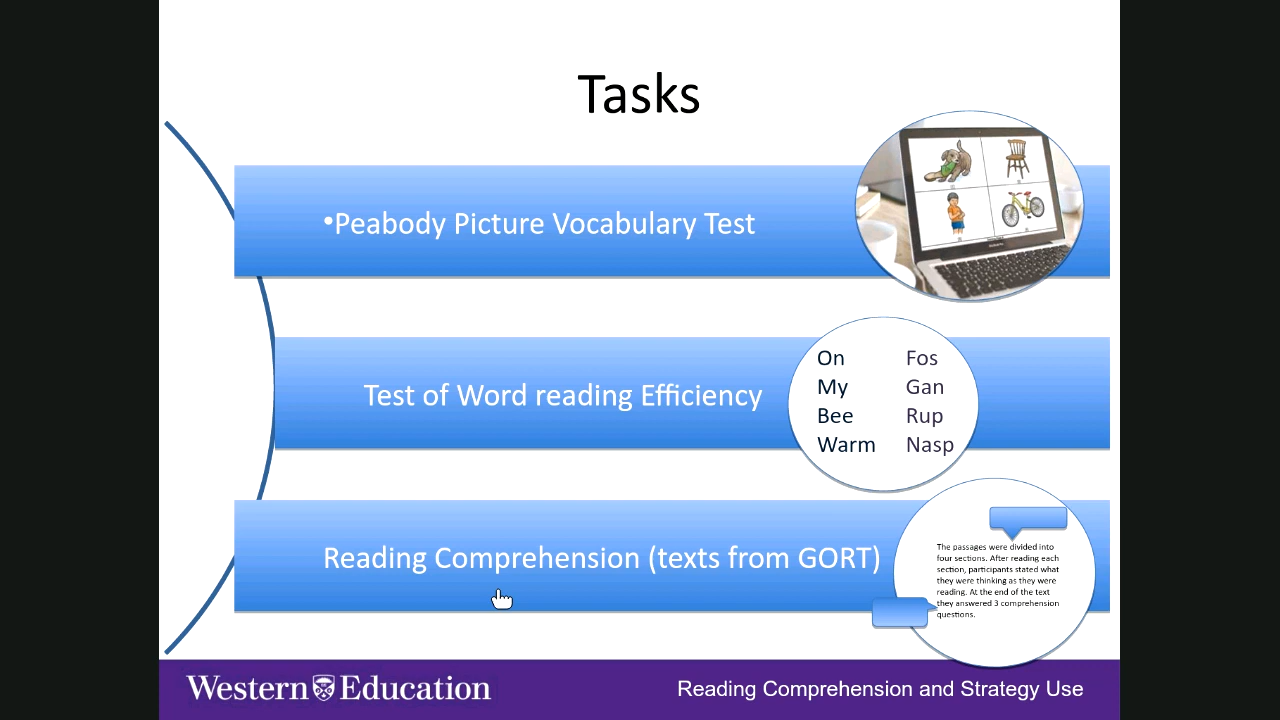 Tasks
•Peabody Picture Vocabulary Test
Test of Word reading Efficiency
On Fos
My Gan
Bee Rup
Warm Nasp
Reading Comprehension (texts from GORT)
The passages were divided into
four sections. After reading each
section, participants stated what
they were thinking as they were
reading. At the end of the text
they answered 3 comprehension
questions.
Western Education
Reading Comprehension and Strategy Use